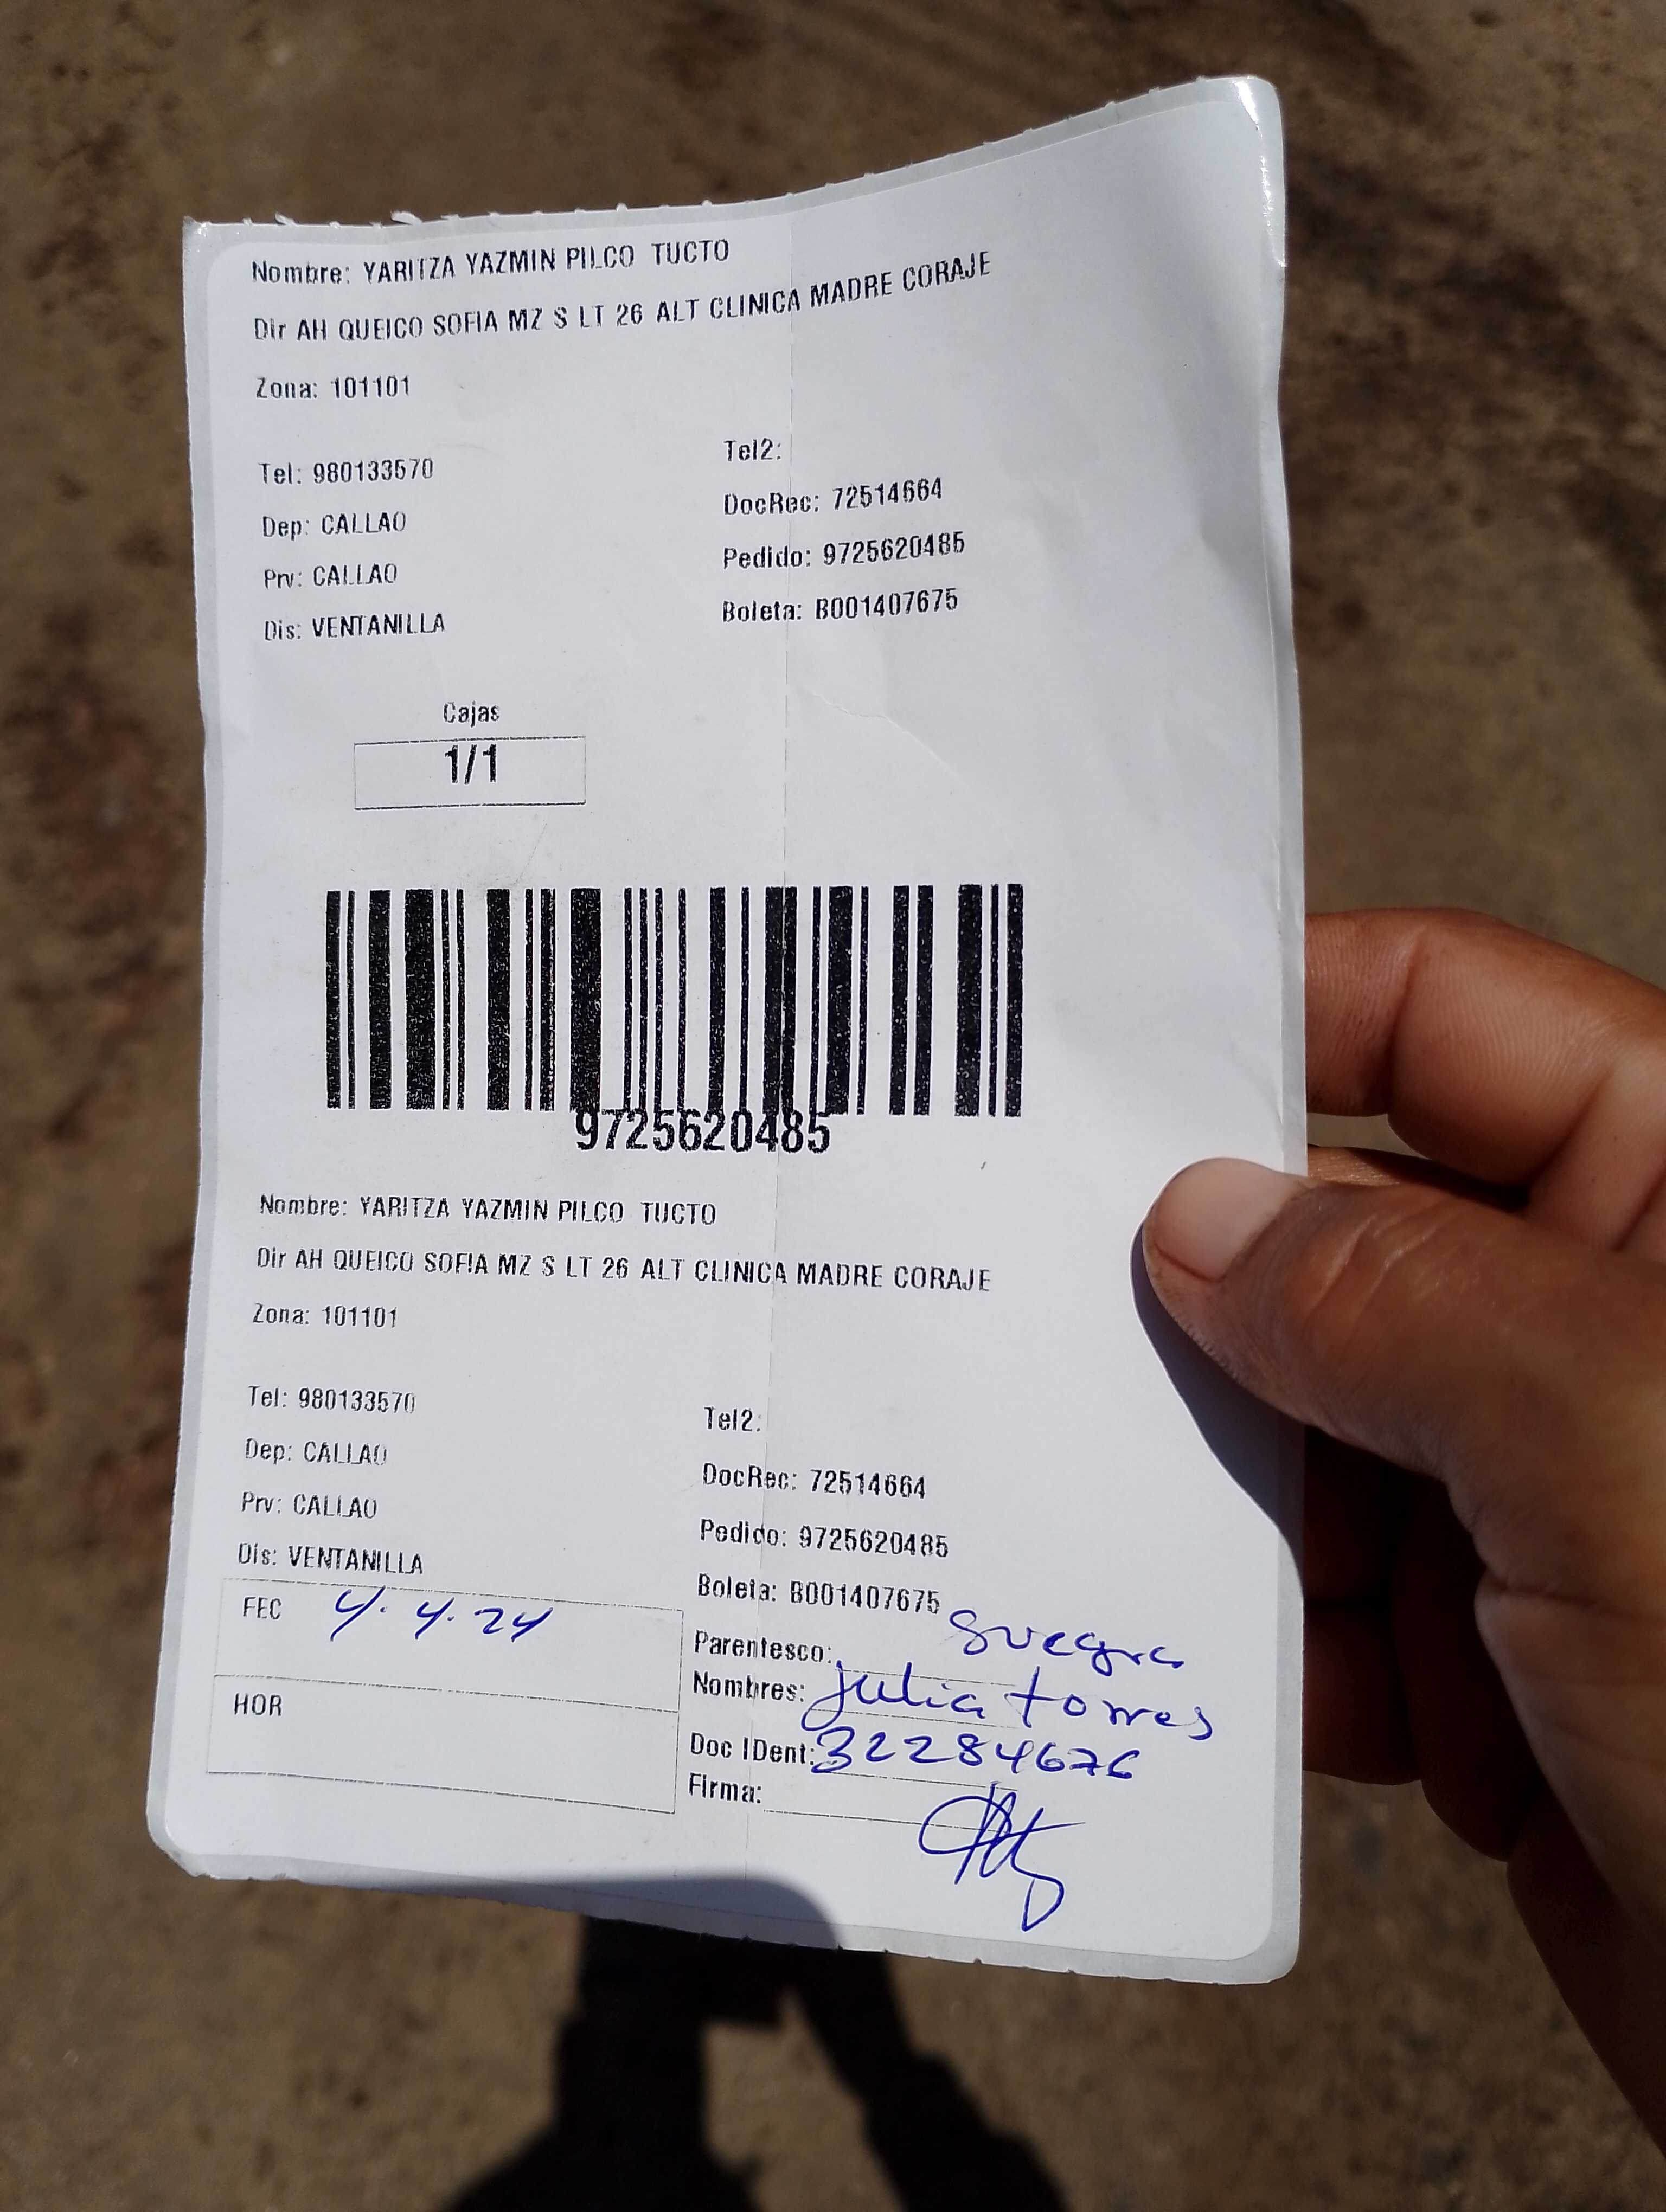 Nombre: YARITZA YAZMIN PILCO TUCTO
Dir AH QUEICO SOFIA MZ S LT 26 ALT CLINICA MADRE CORAJE
Zona: 101101
Tel: 980133570 Tel2:
Dep: CALLAO DocRec: 72514664
Prv: CALLAO Pedido: 9725620485
Dis: VENTANILLA Boleta: B001407675
Cajas
1/1
9725620485
Nombre: YARITZA YAZMIN PILCO TUCTO
Dir AH QUEICO SOFIA MZ S LT 26 ALT CLINICA MADRE CORAJE
Zona: 101101
Tel: 980133570 Tel2:
Dep: CALLAO DocRec: 72514664
Prv: CALLAO Pedido: 9725620485
Dis: VENTANILLA Boleta: B001407675
FEC 4.4.24 Parentesco: suegra
Nombres: julia torres
HOR Doc IDent: 32284676
Firma: